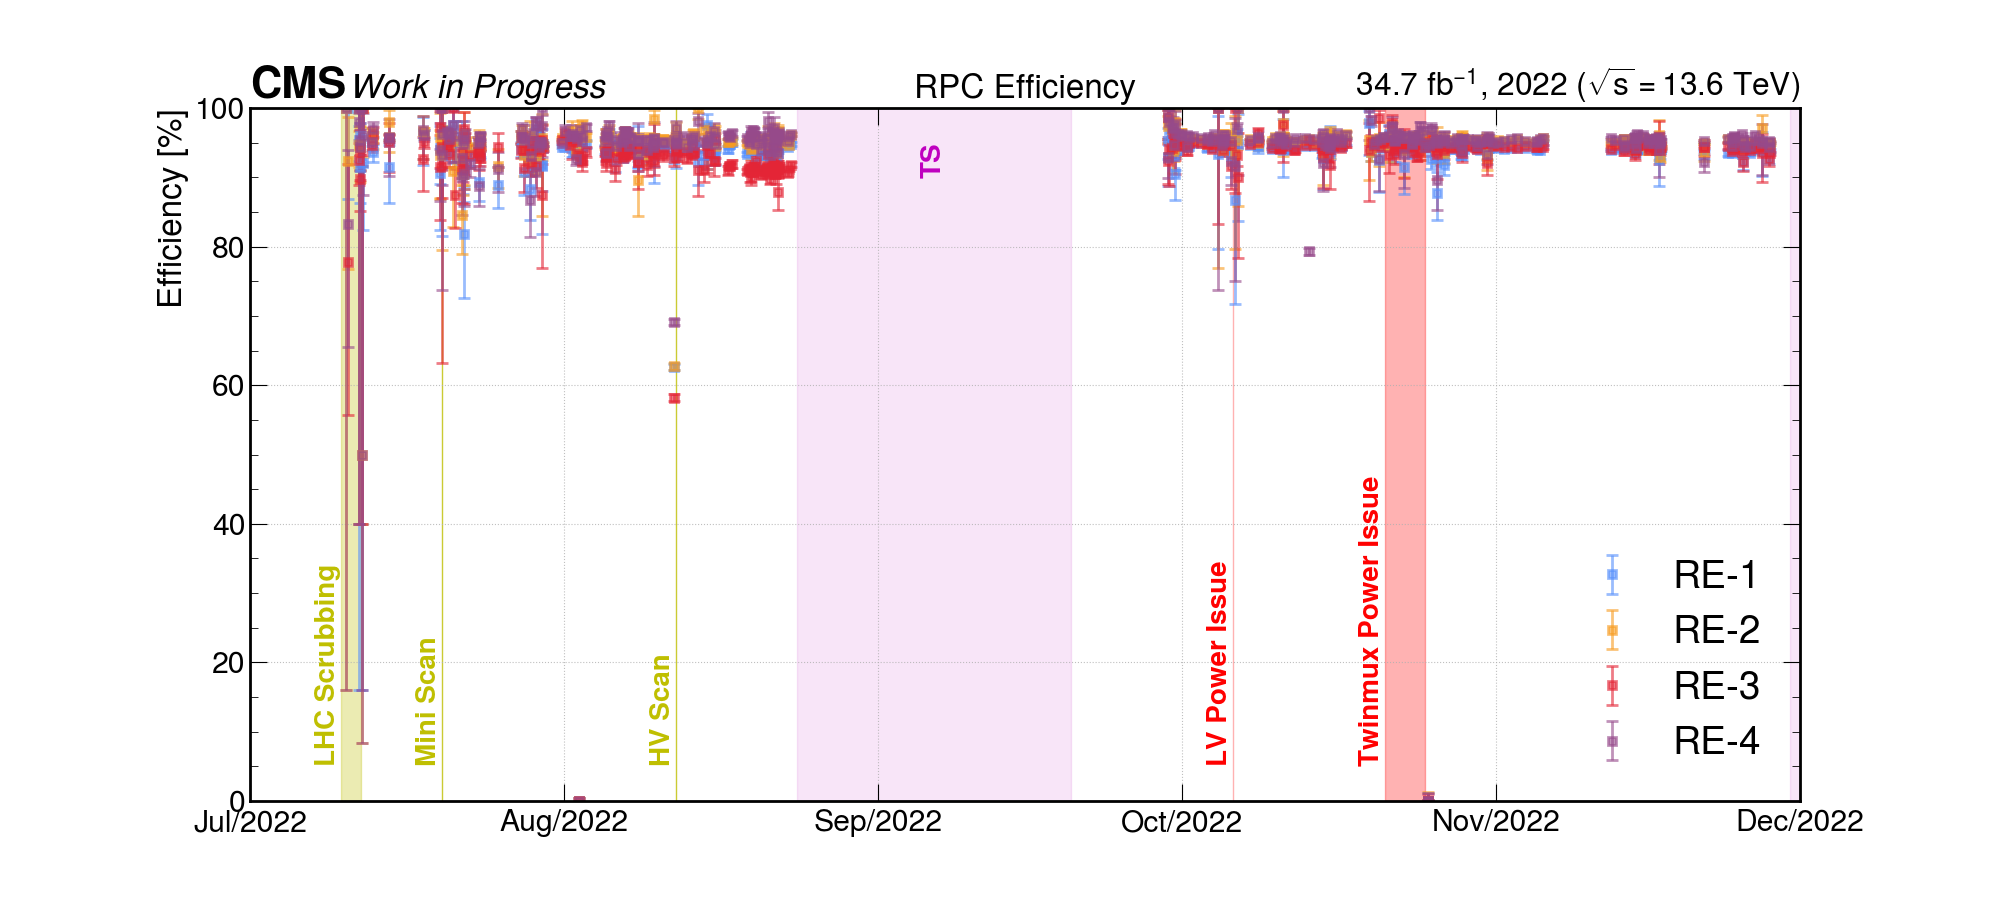 CMS Work in Progress
RPC Efficiency
34.7 fb⁻¹, 2022 (√s = 13.6 TeV)
Efficiency [%]
100
80
60
40
20
0
TS
LHC Scrubbing
Mini Scan
HV Scan
LV Power Issue
Twinmux Power Issue
RE-1
RE-2
RE-3
RE-4
Jul/2022 Aug/2022 Sep/2022 Oct/2022 Nov/2022 Dec/2022